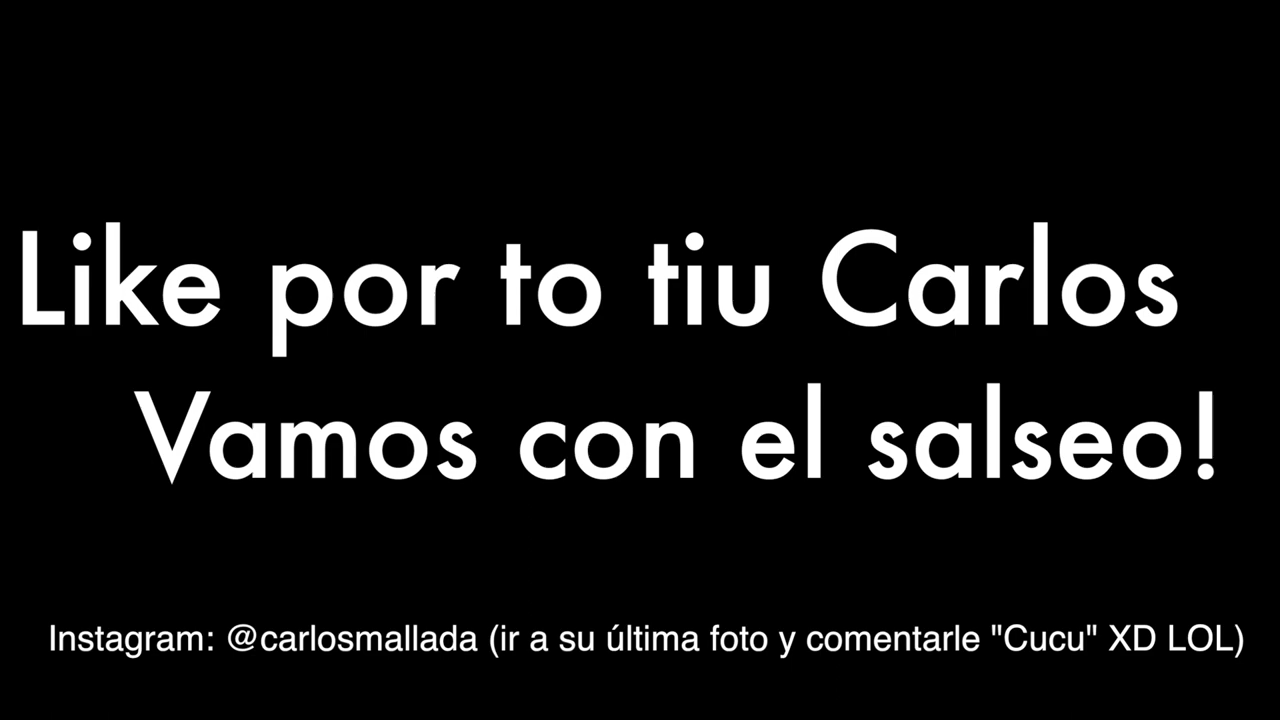 Like por to tiu Carlos
Vamos con el salseo!
Instagram: @carlosmallada (ir a su última foto y comentarle "Cucu" XD LOL)